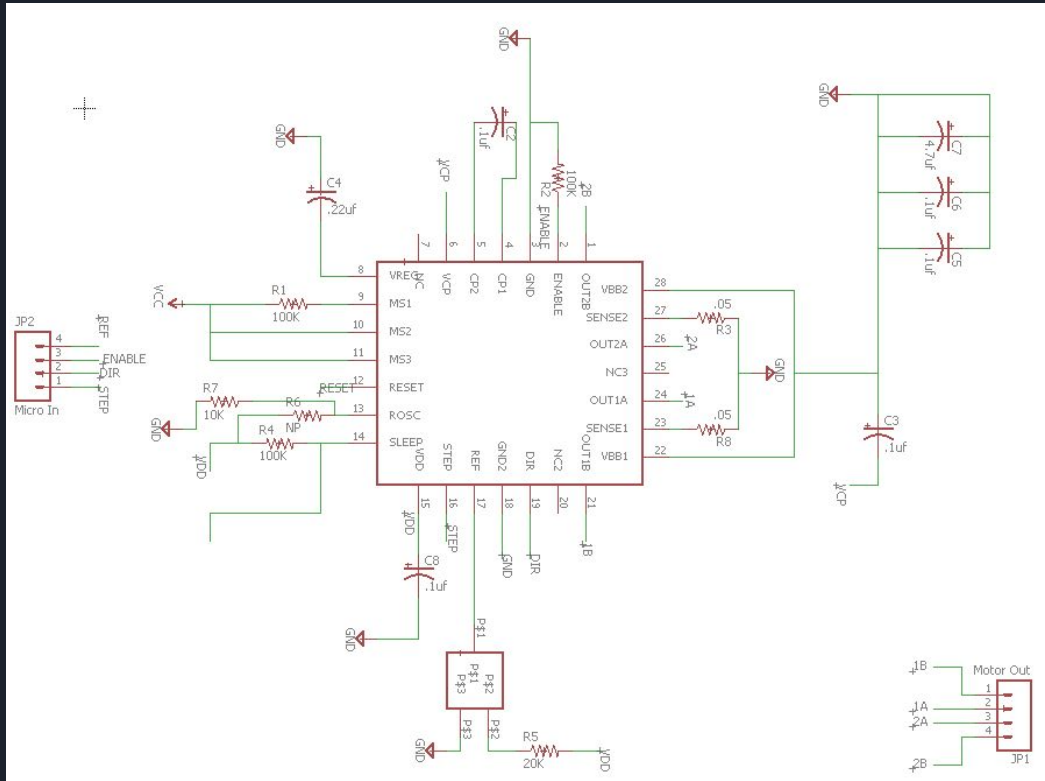 GND
GND
C2
.1uf
C7
4.7uf
C6
.1uf
C5
.1uf
GND
C4
.22uf
VCP
R2
100K
ENABLE
2B
7
6
5
4
3
2
1
NC
VCP
CP2
CP1
GND
ENABLE
OUT2B
8
VREG
9
MS1
10
MS2
11
MS3
12
RESET
13
ROSC
14
SLEEP
VCC
R1
100K
RESET
R7
10K
R6
NP
R4
100K
GND
VDD
JP2
4
3
2
1
REF
ENABLE
DIR
STEP
Micro In
VBB2
28
SENSE2
27
OUT2A
26
NC3
25
OUT1A
24
SENSE1
23
VBB1
22
.05
R3
2A
GND
1A
.05
R8
C3
.1uf
VCP
VDD
STEP
REF
GND2
DIR
NC2
OUT1B
15
16
17
18
19
20
21
VDD
STEP
GND
DIR
1B
C8
.1uf
GND
P$1
P$1
P$2
P$3
P$3
P$2
GND
R5
20K
VDD
Motor Out
1B
1
1A
2
2A
3
2B
4
JP1